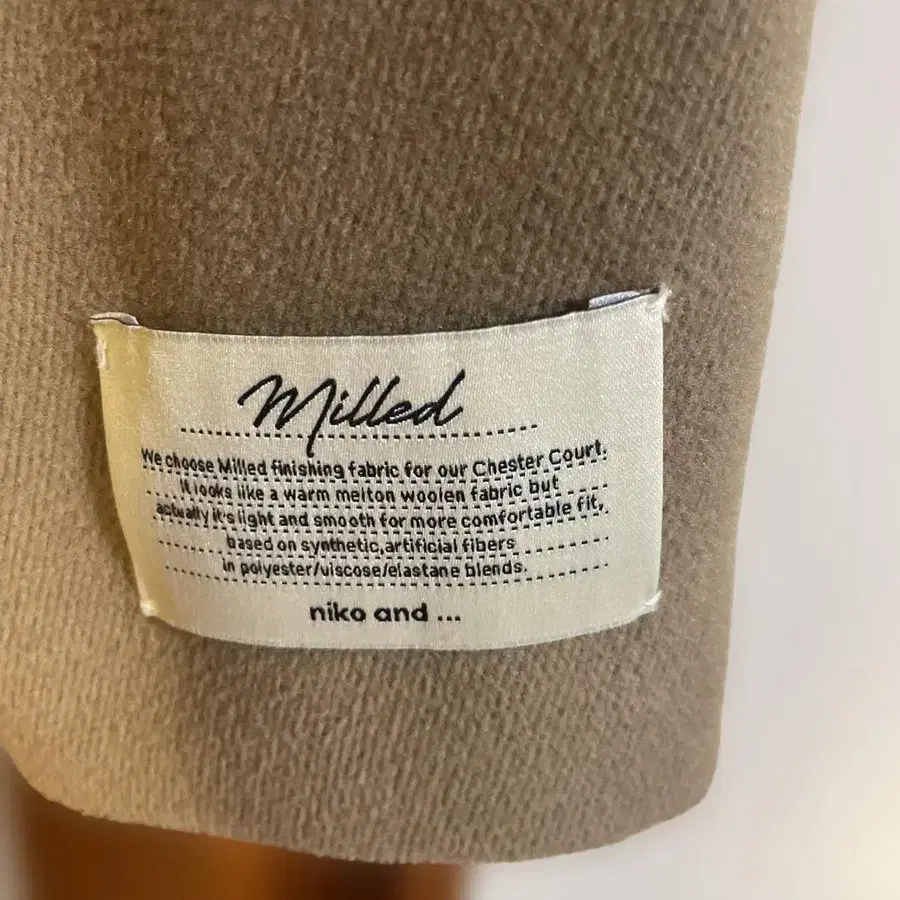 Milled
We choose Milled finishing fabric for our Chester Court.
It looks like a warm melton woolen fabric but
actually it's light and smooth for more comfortable fit,
based on synthetic,artificial fibers
in polyester/viscose/elastane blends.
niko and ...